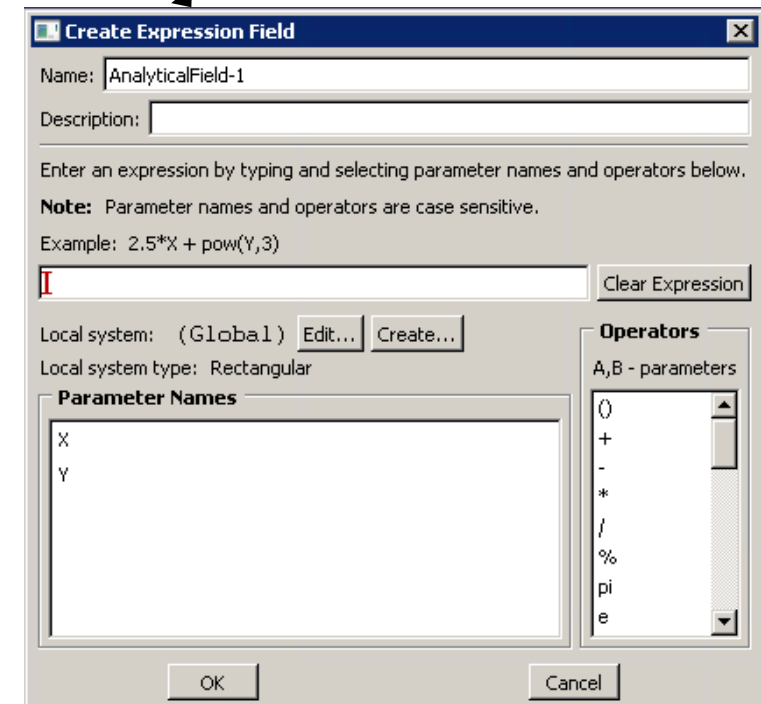 Create Expression Field
Name: AnalyticalField-1
Description:
Enter an expression by typing and selecting parameter names and operators below.
Note: Parameter names and operators are case sensitive.
Example: 2.5*X + pow(Y,3)
Clear Expression
Local system: (Global) Edit... Create...
Local system type: Rectangular
Parameter Names
X
Y
Operators
A,B - parameters
()
+
-
*
/
%
pi
e
OK Cancel